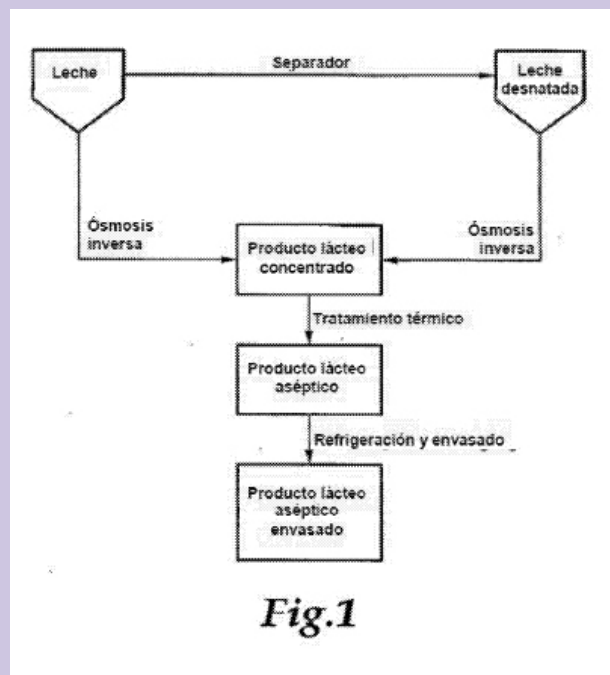 Leche
Separador
Leche
desnatada
Ósmosis
inversa
Ósmosis
inversa
Producto lácteo
concentrado
Tratamiento térmico
Producto lácteo
aséptico
Refrigeración y envasado
Producto lácteo
aséptico
envasado
Fig.1